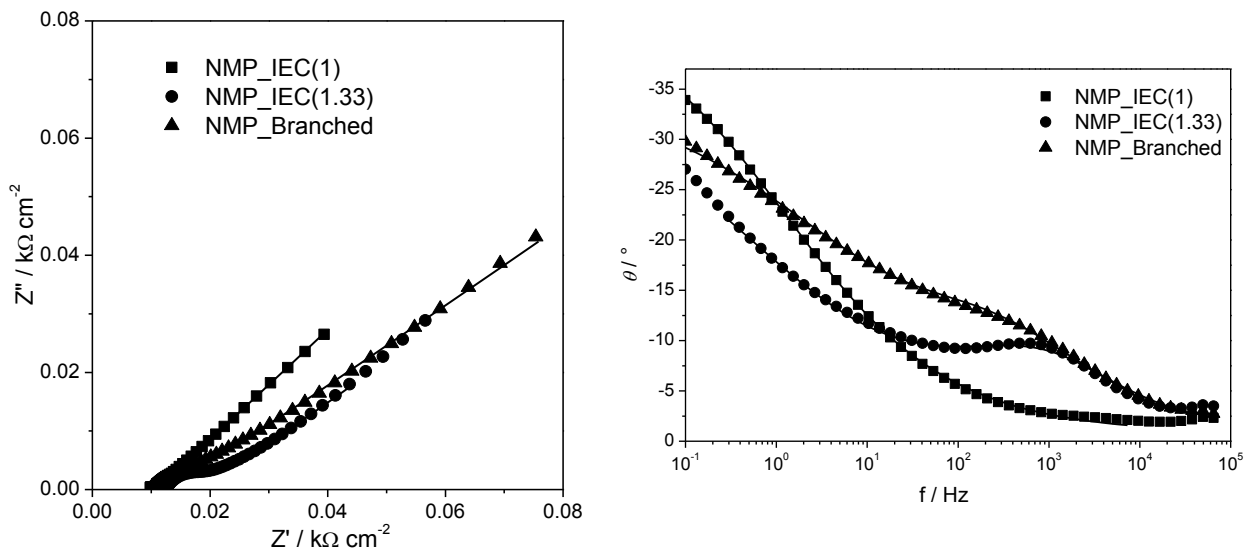 0.08
0.06
0.04
0.02
0.00
Z'' / kΩ cm⁻²
NMP_IEC(1)
NMP_IEC(1.33)
NMP_Branched
0.00 0.02 0.04 0.06 0.08
Z' / kΩ cm⁻²
-35
-30
-25
-20
-15
-10
-5
0
θ / °
NMP_IEC(1)
NMP_IEC(1.33)
NMP_Branched
10⁻¹ 10⁰ 10¹ 10² 10³ 10⁴ 10⁵
f / Hz